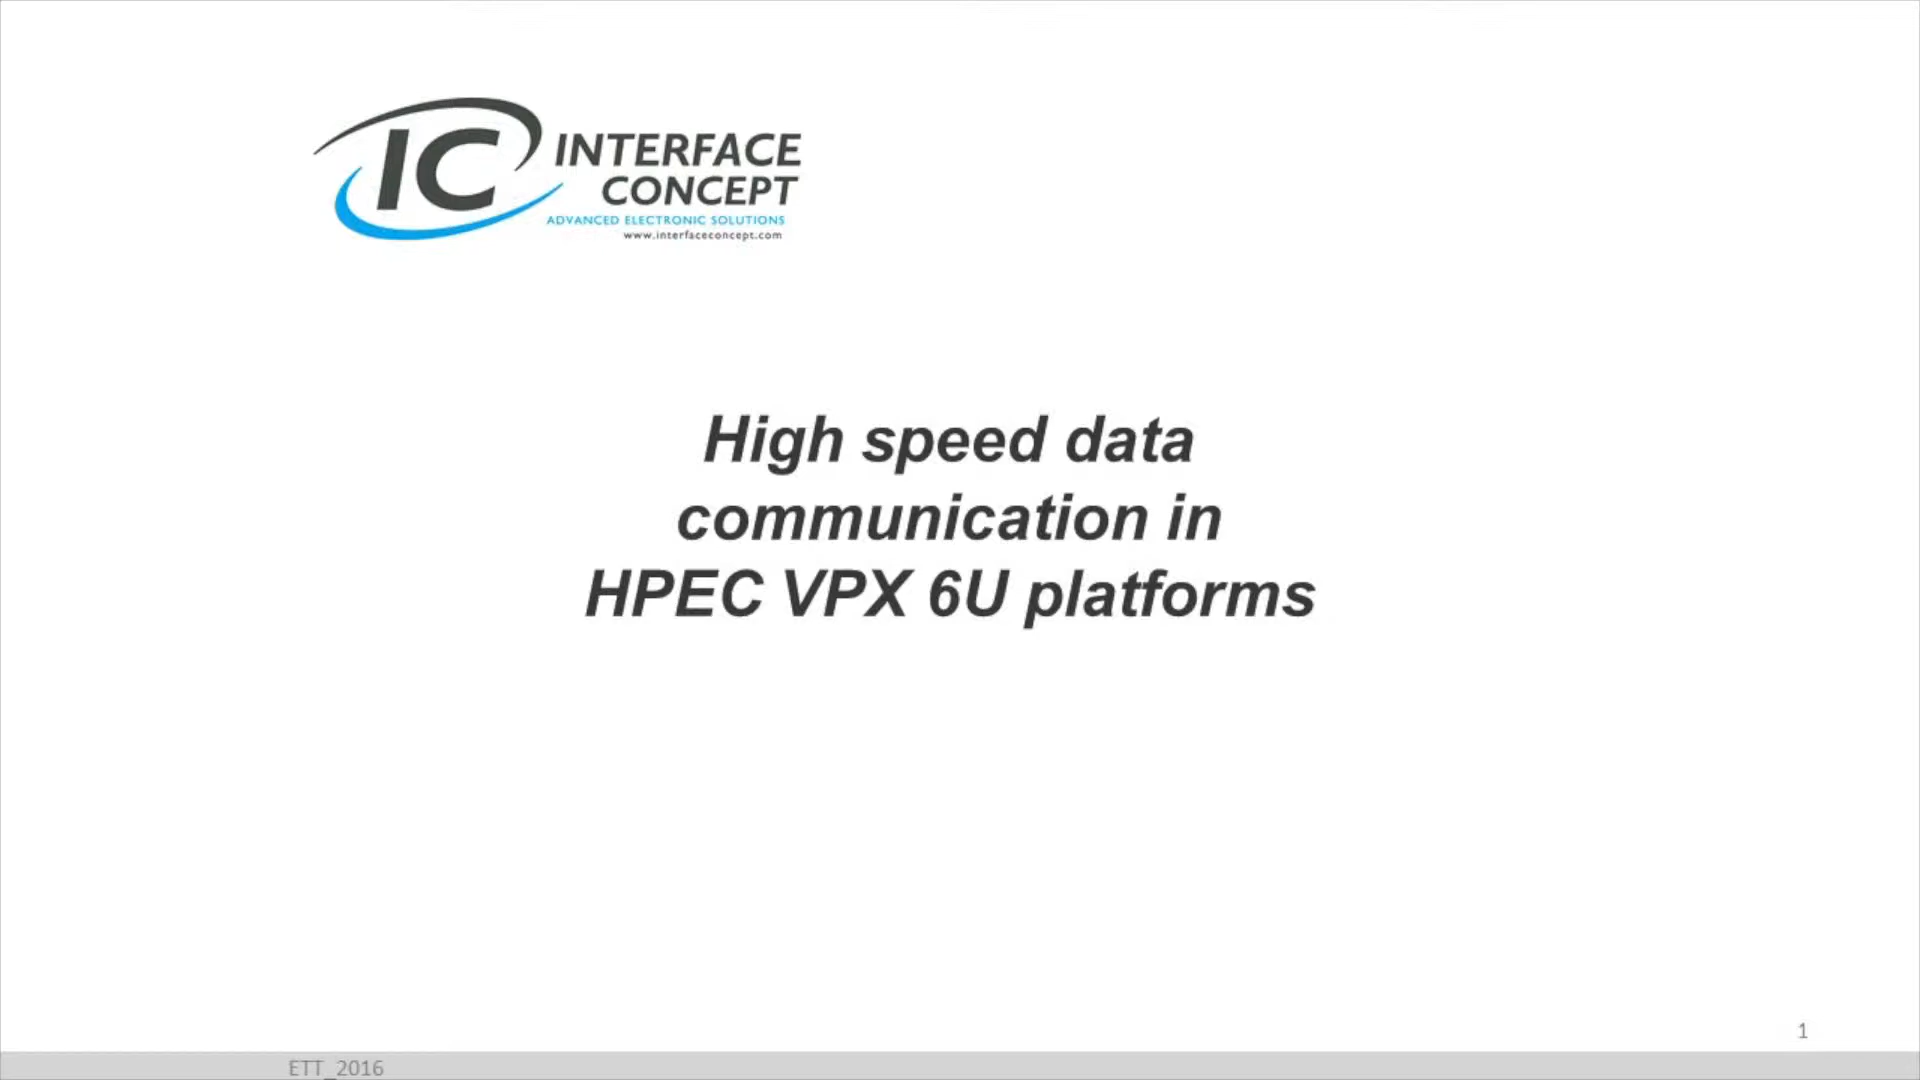 IC
INTERFACE
CONCEPT
ADVANCED ELECTRONIC SOLUTIONS
www.interfaceconcept.com
High speed data
communication in
HPEC VPX 6U platforms
1
ETT_2016